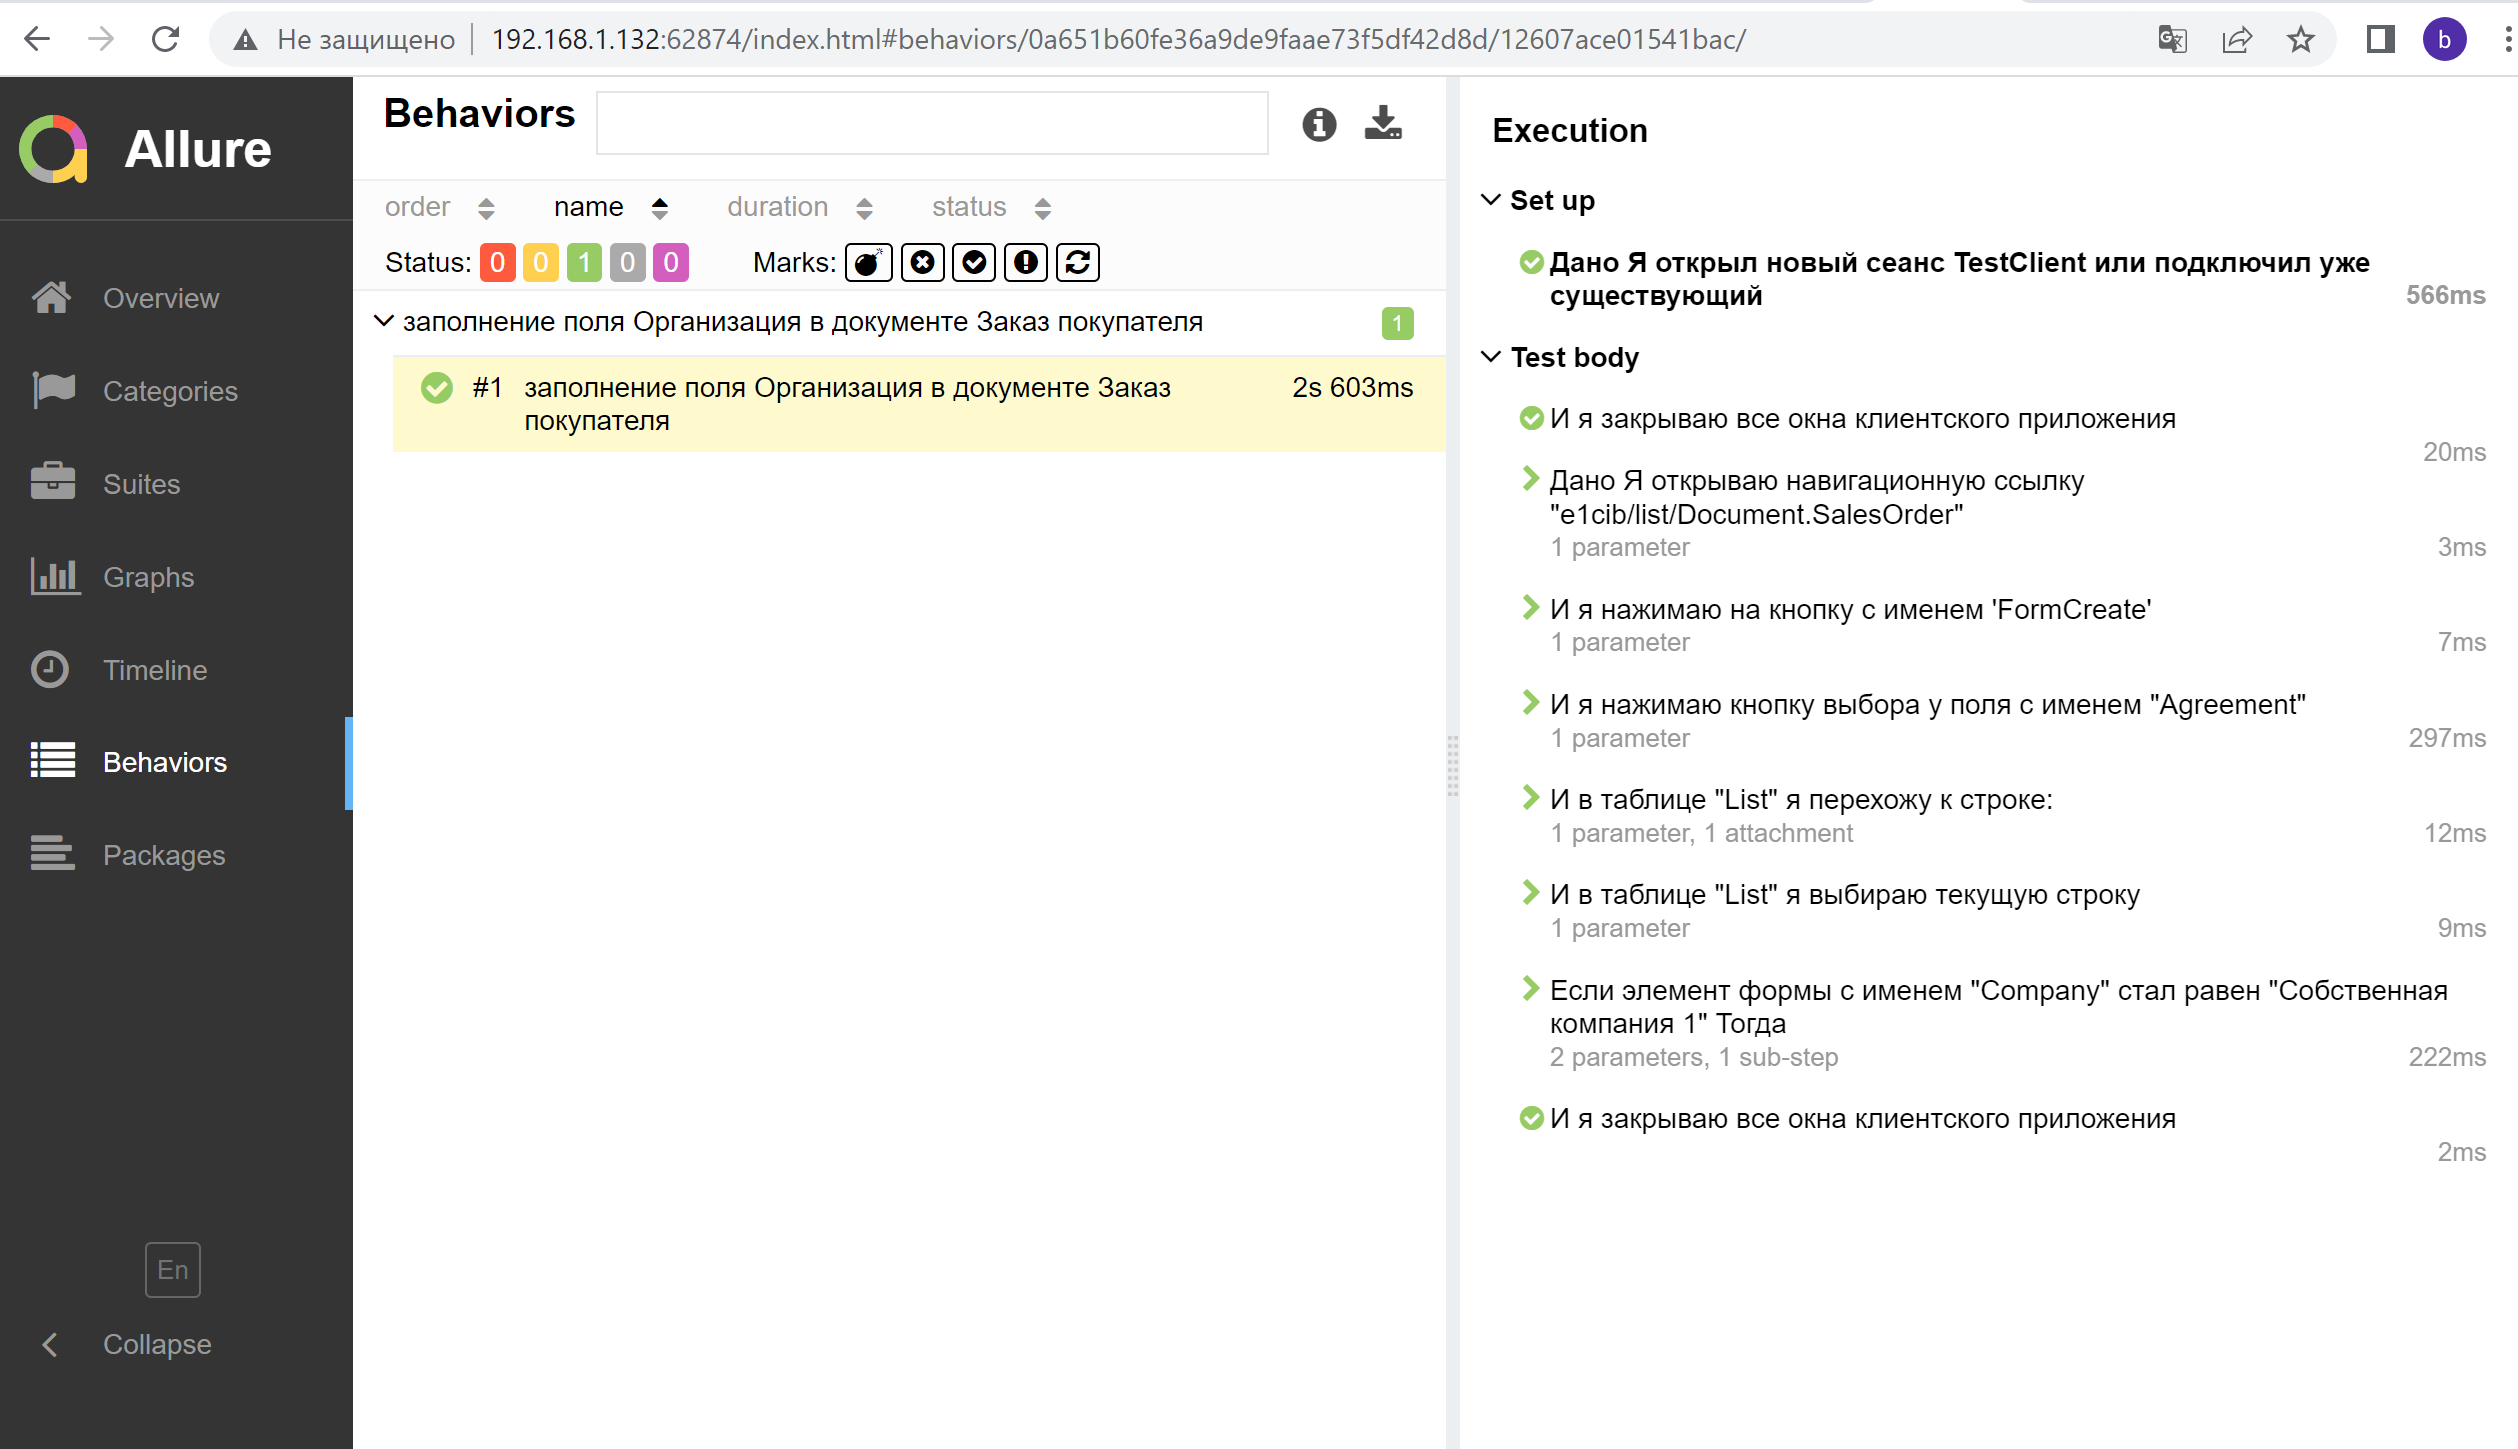 Не защищено
192.168.1.132:62874/index.html#behaviors/0a651b60fe36a9de9faae73f5df42d8d/12607ace01541bac/
b
Allure
Overview
Categories
Suites
Graphs
Timeline
Behaviors
Packages
En
Collapse
Behaviors
order name duration status
Status: 0 0 1 0 0 Marks:
заполнение поля Организация в документе Заказ покупателя 1
#1 заполнение поля Организация в документе Заказ 2s 603ms
покупателя
Execution
Set up
Дано Я открыл новый сеанс TestClient или подключил уже
существующий 566ms
Test body
И я закрываю все окна клиентского приложения
20ms
Дано Я открываю навигационную ссылку
"e1cib/list/Document.SalesOrder"
1 parameter 3ms
И я нажимаю на кнопку с именем 'FormCreate'
1 parameter 7ms
И я нажимаю кнопку выбора у поля с именем "Agreement"
1 parameter 297ms
И в таблице "List" я перехожу к строке:
1 parameter, 1 attachment 12ms
И в таблице "List" я выбираю текущую строку
1 parameter 9ms
Если элемент формы с именем "Company" стал равен "Собственная
компания 1" Тогда
2 parameters, 1 sub-step 222ms
И я закрываю все окна клиентского приложения
2ms